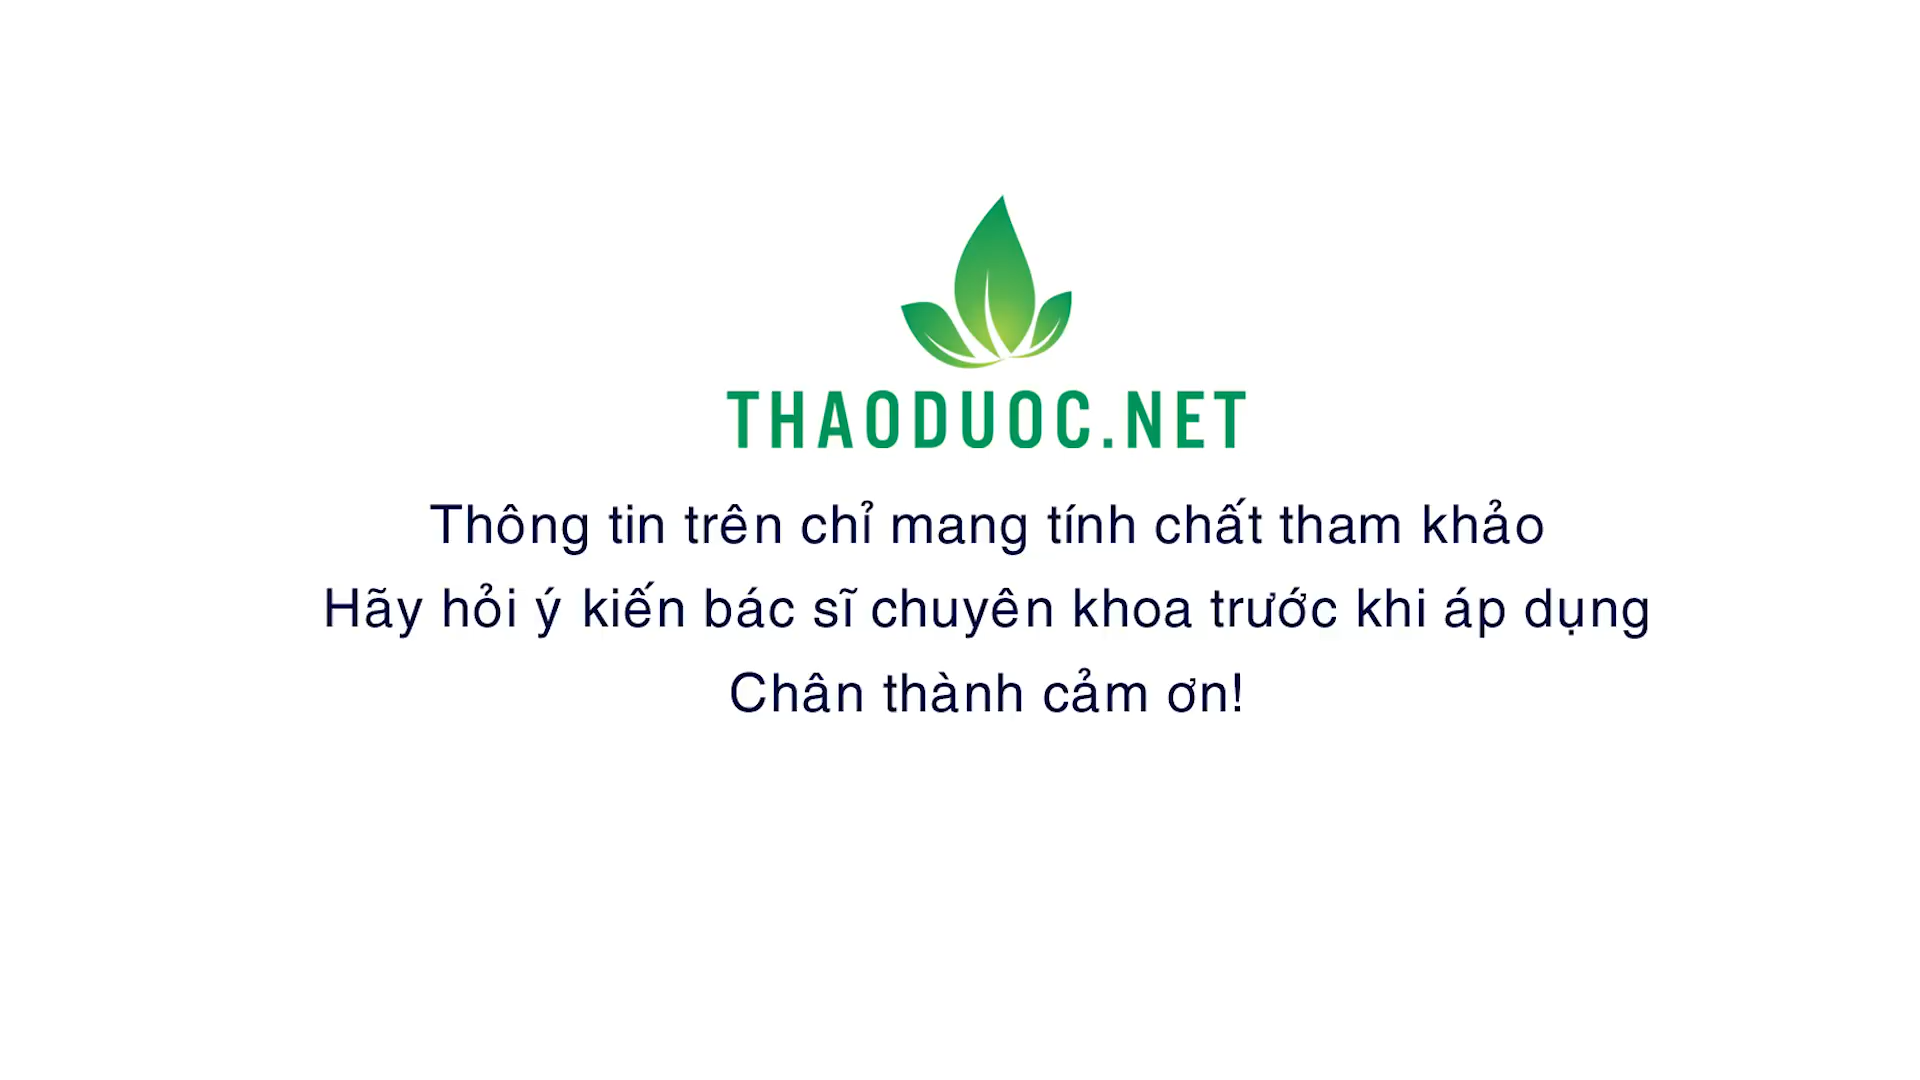 THAODUOC.NET
Thông tin trên chỉ mang tính chất tham khảo
Hãy hỏi ý kiến bác sĩ chuyên khoa trước khi áp dụng
Chân thành cảm ơn!